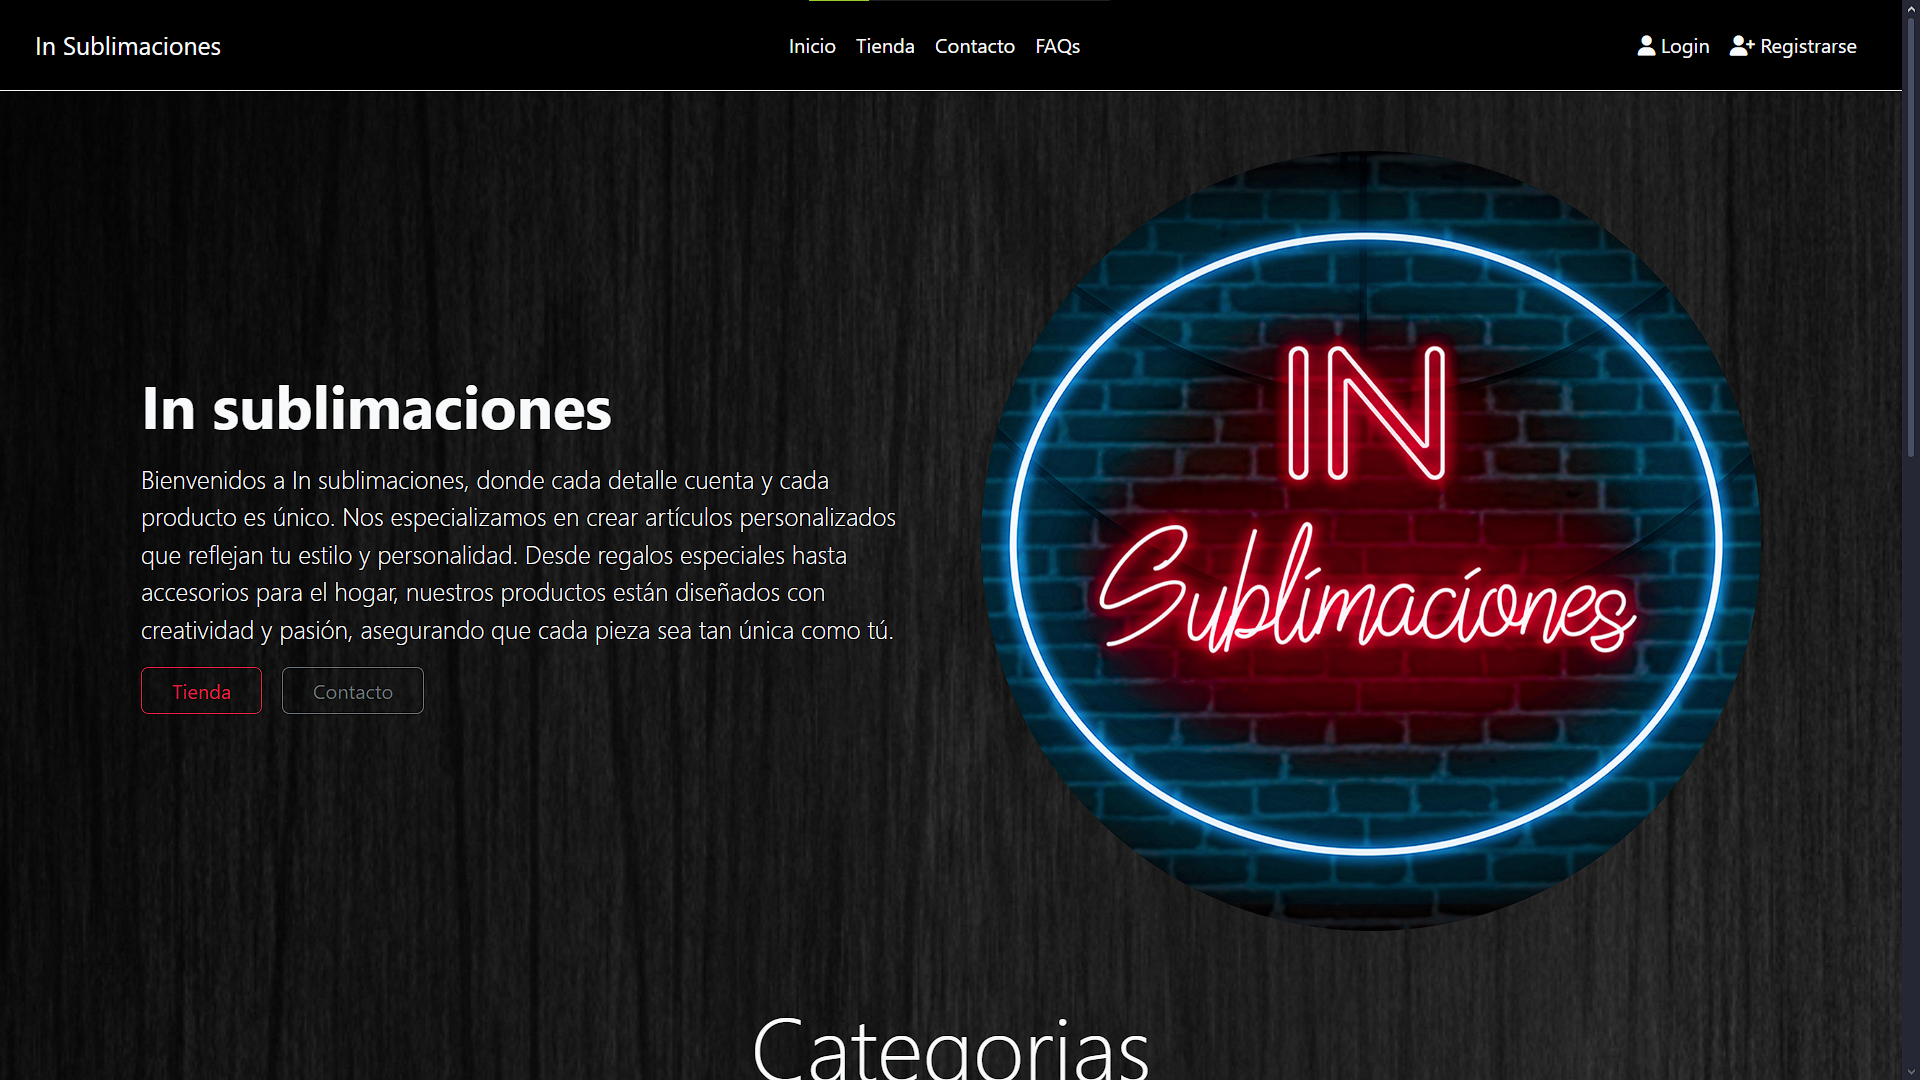 In Sublimaciones
Inicio Tienda Contacto FAQs
Login Registrarse
In sublimaciones
Bienvenidos a In sublimaciones, donde cada detalle cuenta y cada
producto es único. Nos especializamos en crear artículos personalizados
que reflejan tu estilo y personalidad. Desde regalos especiales hasta
accesorios para el hogar, nuestros productos están diseñados con
creatividad y pasión, asegurando que cada pieza sea tan única como tú.
Tienda Contacto
IN
Sublimaciones
Categorias